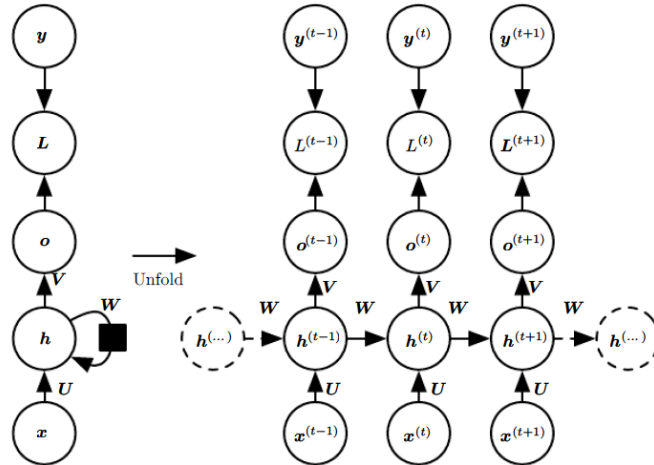 y y^(t−1) y^(t) y^(t+1)
L L^(t−1) L^(t) L^(t+1)
o o^(t−1) o^(t) o^(t+1)
Unfold
V V V V
W W W W W
h h^(...) h^(t−1) h^(t) h^(t+1) h^(...)
U U U U
x x^(t−1) x^(t) x^(t+1)